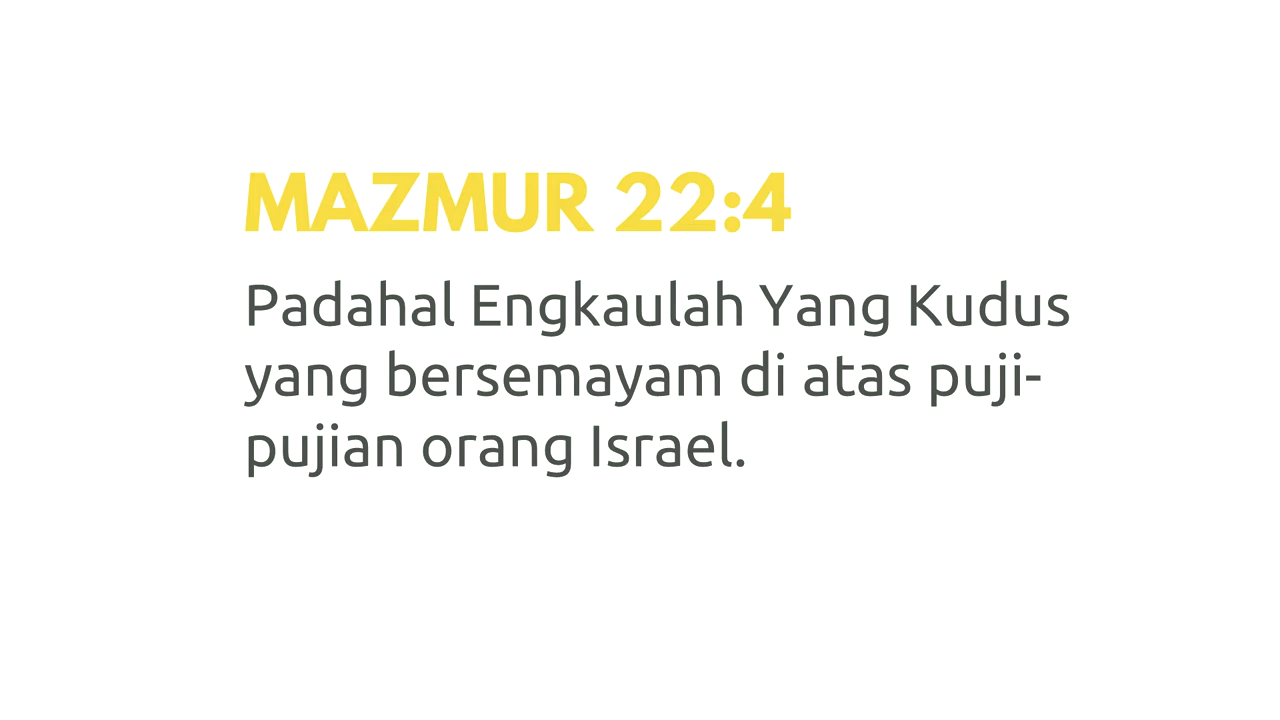 MAZMUR 22:4
Padahal Engkaulah Yang Kudus
yang bersemayam di atas puji-
pujian orang Israel.